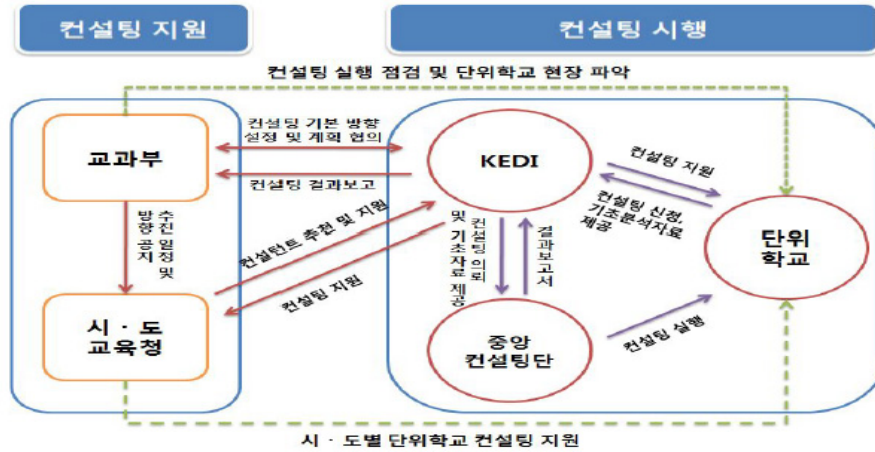 컨설팅 지원
컨설팅 시행
컨설팅 실행 점검 및 단위학교 현장 파악
교과부
컨설팅 기본 방향
설정 및 계획 협의
컨설팅 결과보고
KEDI
컨설팅 지원
컨설팅 신청,
기초분석자료
제공
단위
학교
추진 일정 및
방향 공지
컨설턴트 추천 및 지원
컨설팅 지원
컨설팅 의뢰
및 기초자료 제공
결과보고서
시 · 도
교육청
중앙
컨설팅단
컨설팅 실행
시 · 도별 단위학교 컨설팅 지원